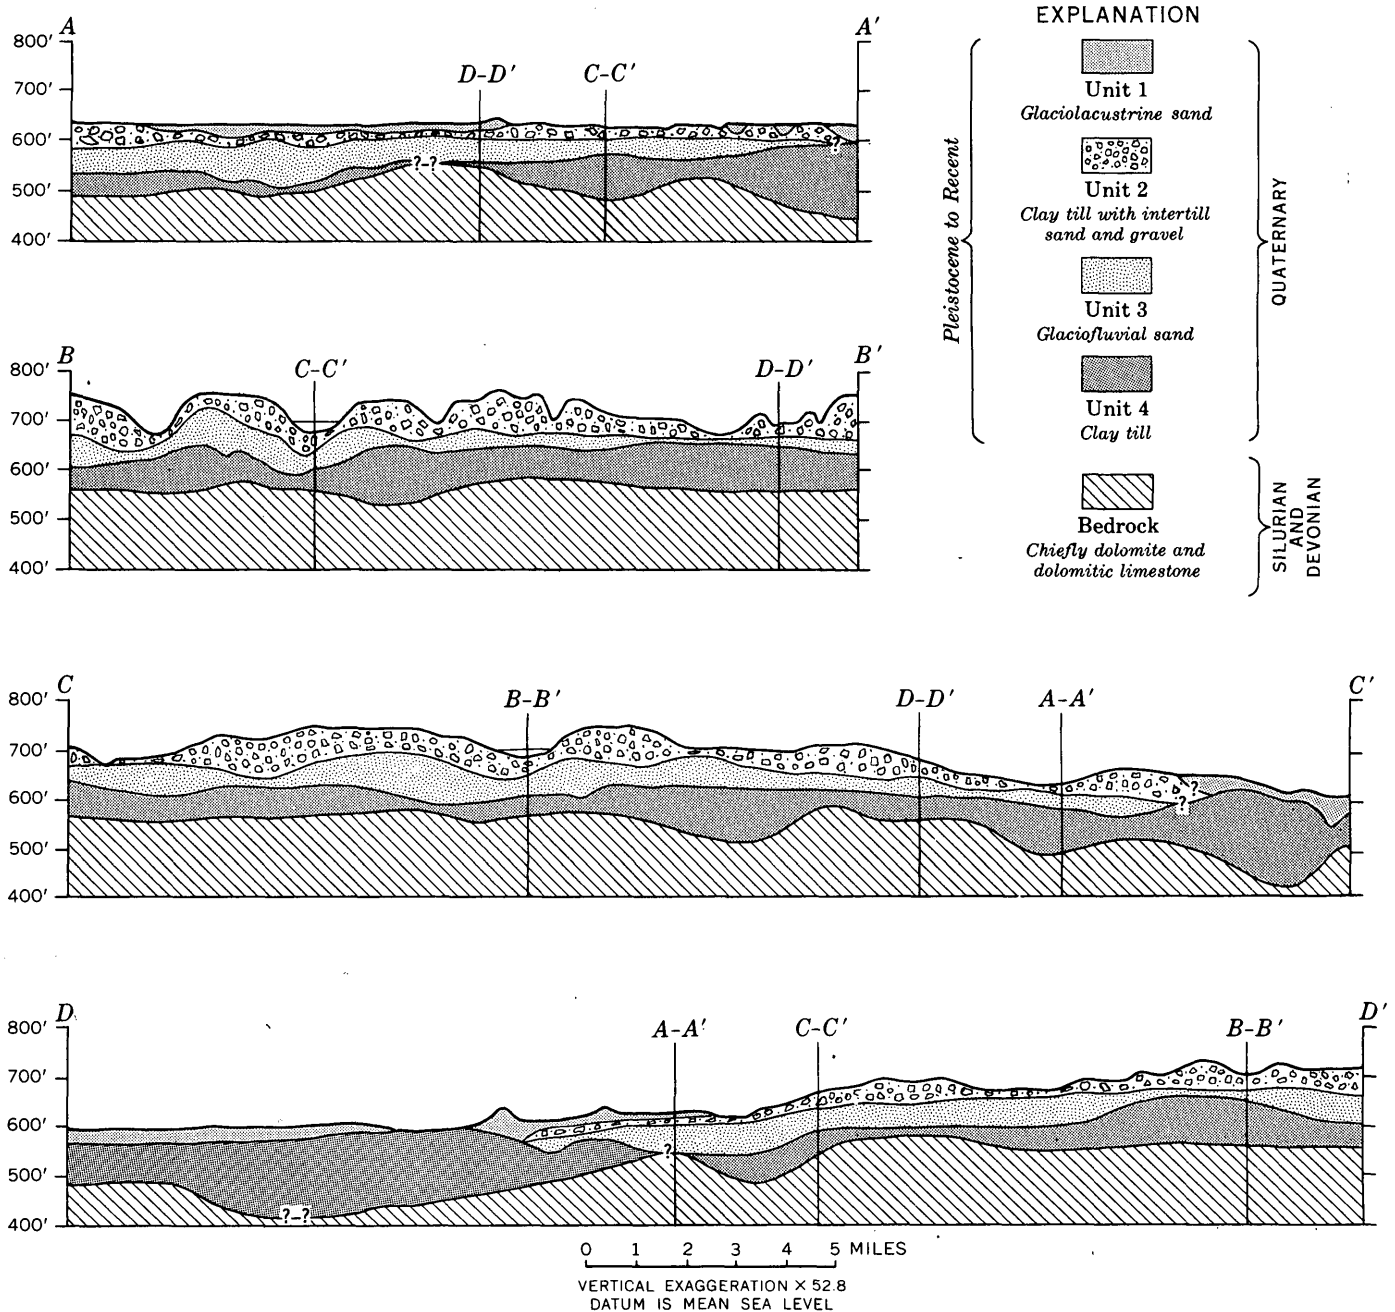 A
A'
800'
700'
600'
500'
400'
D-D'
C-C'
?-?
?
B
B'
800'
700'
600'
500'
400'
C-C'
D-D'
EXPLANATION
Unit 1
Glaciolacustrine sand
Unit 2
Clay till with intertill
sand and gravel
Unit 3
Glaciofluvial sand
Unit 4
Clay till
Pleistocene to Recent
QUATERNARY
Bedrock
Chiefly dolomite and
dolomitic limestone
SILURIAN
AND
DEVONIAN
C
C'
800'
700'
600'
500'
400'
B-B'
D-D'
A-A'
?
?
D
D'
800'
700'
600'
500'
400'
A-A'
C-C'
B-B'
?
?-?
0 1 2 3 4 5 MILES
VERTICAL EXAGGERATION X 52.8
DATUM IS MEAN SEA LEVEL